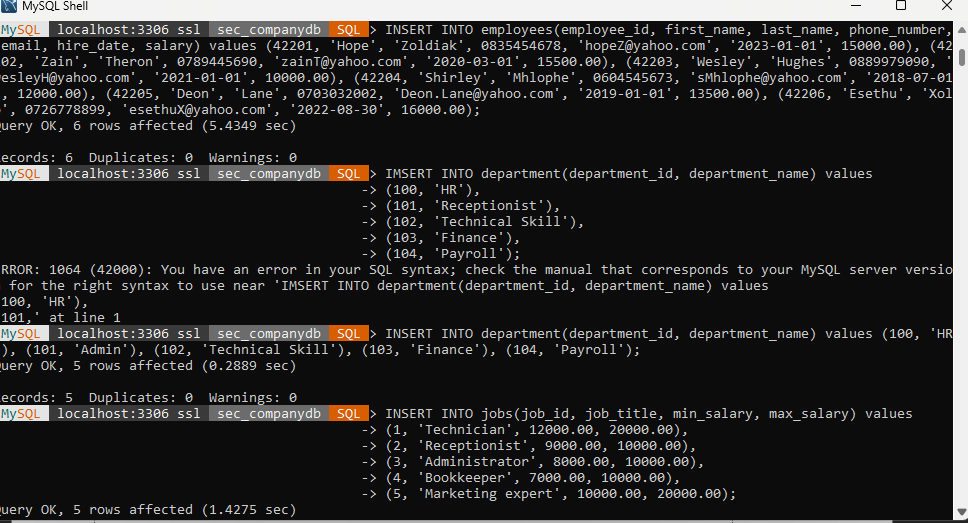 MySQL Shell
MySQL localhost:3306 ssl sec_companydb SQL > INSERT INTO employees(employee_id, first_name, last_name, phone_number,
email, hire_date, salary) values (42201, 'Hope', 'Zoldiak', 0835454678, 'hopeZ@yahoo.com', '2023-01-01', 15000.00), (42
02, 'Zain', 'Theron', 0789445690, 'zainT@yahoo.com', '2020-03-01', 15500.00), (42203, 'Wesley', 'Hughes', 0889979090, '
wesleyH@yahoo.com', '2021-01-01', 10000.00), (42204, 'Shirley', 'Mhlophe', 0604545673, 'sMhlophe@yahoo.com', '2018-07-01
, 12000.00), (42205, 'Deon', 'Lane', 0703032002, 'Deon.Lane@yahoo.com', '2019-01-01', 13500.00), (42206, 'Esethu', 'Xol
', 0726778899, 'esethuX@yahoo.com', '2022-08-30', 16000.00);
Query OK, 6 rows affected (5.4349 sec)
ecords: 6  Duplicates: 0  Warnings: 0
MySQL localhost:3306 ssl sec_companydb SQL > IMSERT INTO department(department_id, department_name) values
-> (100, 'HR'),
-> (101, 'Receptionist'),
-> (102, 'Technical Skill'),
-> (103, 'Finance'),
-> (104, 'Payroll');
RROR: 1064 (42000): You have an error in your SQL syntax; check the manual that corresponds to your MySQL server versio
n for the right syntax to use near 'IMSERT INTO department(department_id, department_name) values
100, 'HR'),
101,' at line 1
MySQL localhost:3306 ssl sec_companydb SQL > INSERT INTO department(department_id, department_name) values (100, 'HR
'), (101, 'Admin'), (102, 'Technical Skill'), (103, 'Finance'), (104, 'Payroll');
Query OK, 5 rows affected (0.2889 sec)
ecords: 5  Duplicates: 0  Warnings: 0
MySQL localhost:3306 ssl sec_companydb SQL > INSERT INTO jobs(job_id, job_title, min_salary, max_salary) values
-> (1, 'Technician', 12000.00, 20000.00),
-> (2, 'Receptionist', 9000.00, 10000.00),
-> (3, 'Administrator', 8000.00, 10000.00),
-> (4, 'Bookkeeper', 7000.00, 10000.00),
-> (5, 'Marketing expert', 10000.00, 20000.00);
Query OK, 5 rows affected (1.4275 sec)